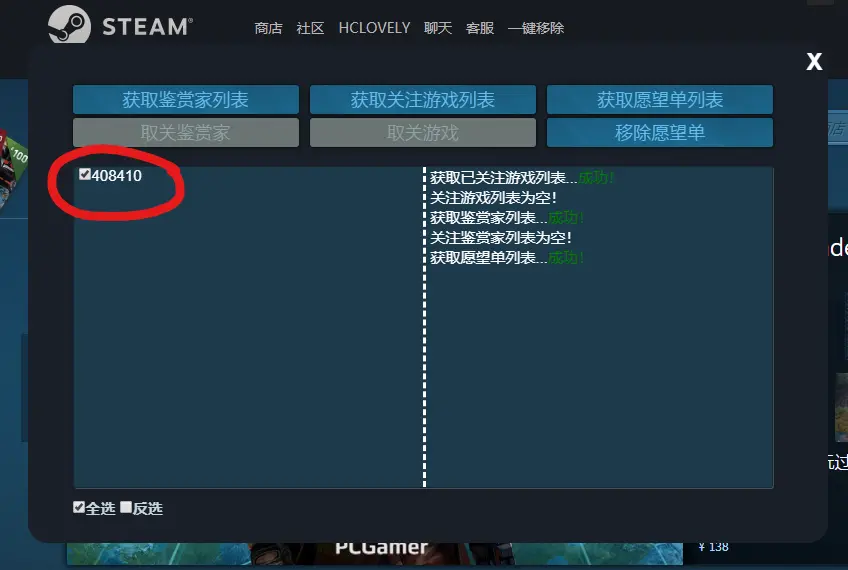 STEAM®
商店 社区 HCLOVELY 聊天 客服 一键移除
X
获取鉴赏家列表 获取关注游戏列表 获取愿望单列表
取关鉴赏家 取关游戏 移除愿望单
408410
获取已关注游戏列表...成功!
关注游戏列表为空!
获取鉴赏家列表...成功!
关注鉴赏家列表为空!
获取愿望单列表...成功!
全选 反选
PCGamer
¥ 138